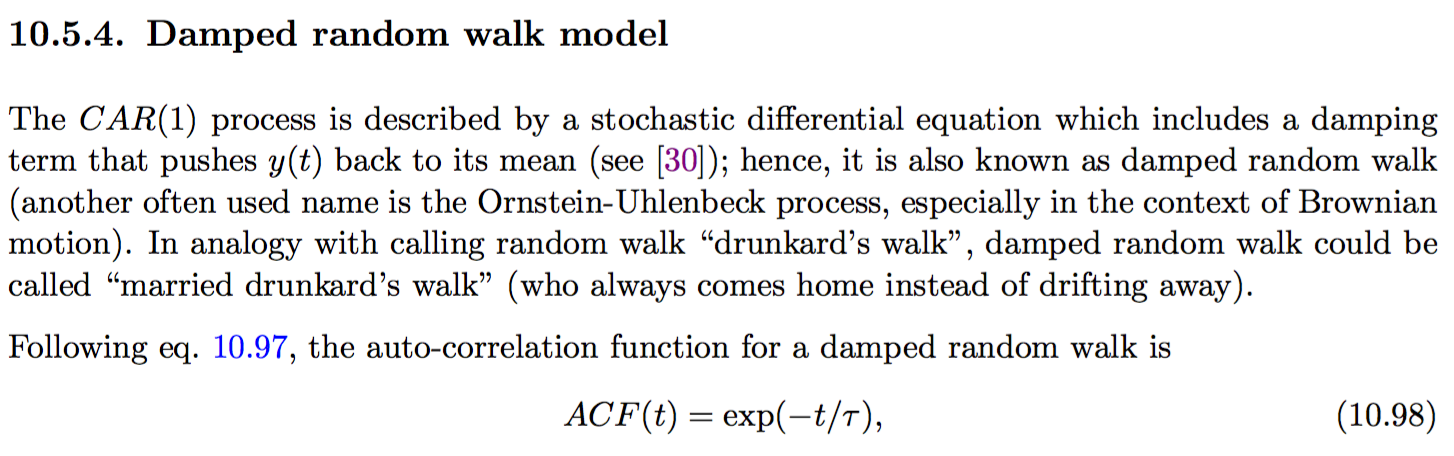 10.5.4. Damped random walk model
The CAR(1) process is described by a stochastic differential equation which includes a damping
term that pushes y(t) back to its mean (see [30]); hence, it is also known as damped random walk
(another often used name is the Ornstein-Uhlenbeck process, especially in the context of Brownian
motion). In analogy with calling random walk “drunkard’s walk”, damped random walk could be
called “married drunkard’s walk” (who always comes home instead of drifting away).
Following eq. 10.97, the auto-correlation function for a damped random walk is
ACF(t) = exp(−t/τ), (10.98)